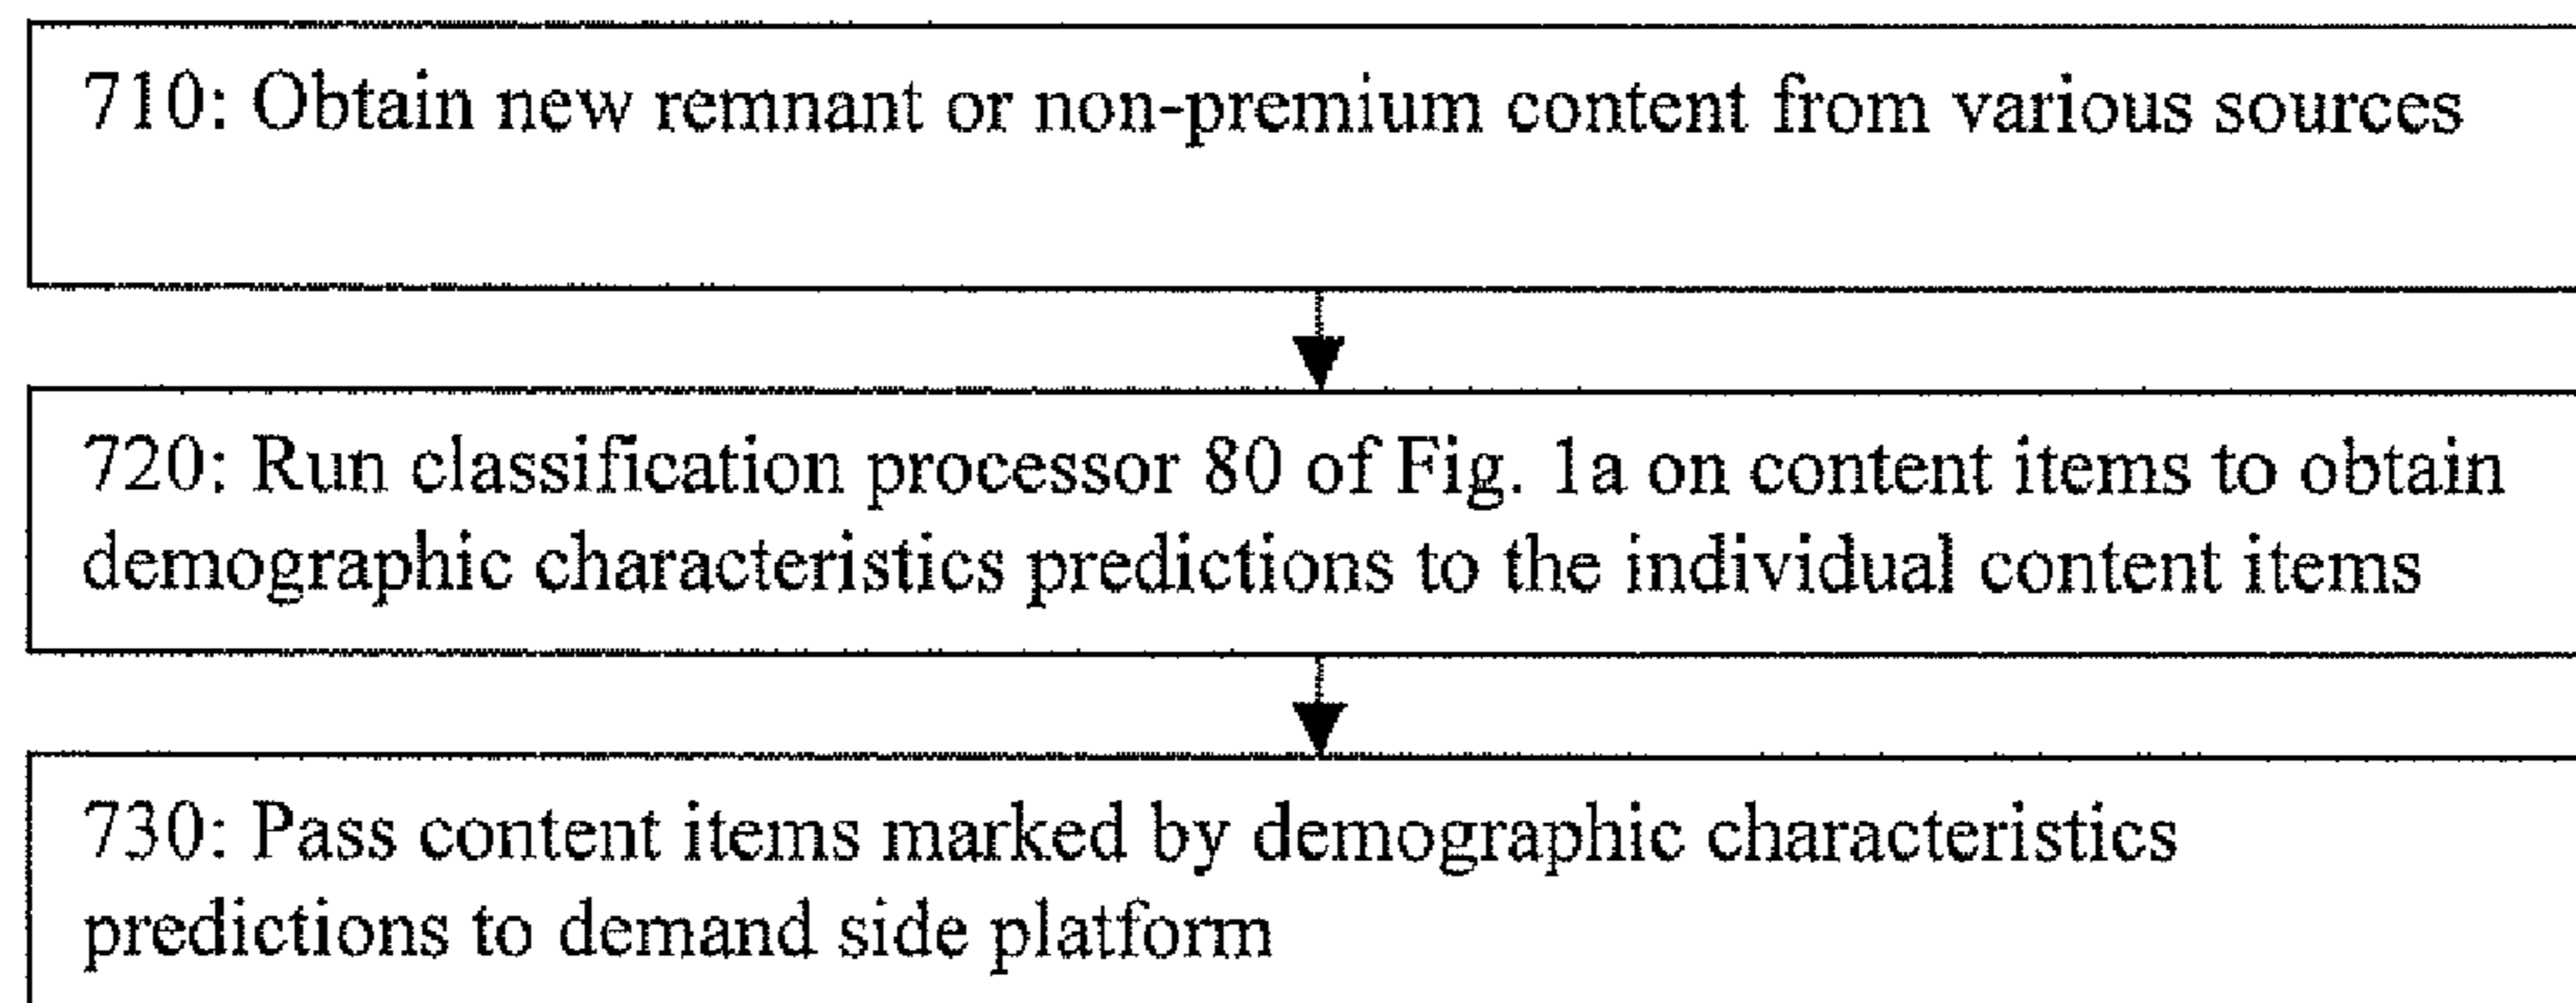 710: Obtain new remnant or non-premium content from various sources
720: Run classification processor 80 of Fig. 1a on content items to obtain
demographic characteristics predictions to the individual content items
730: Pass content items marked by demographic characteristics
predictions to demand side platform